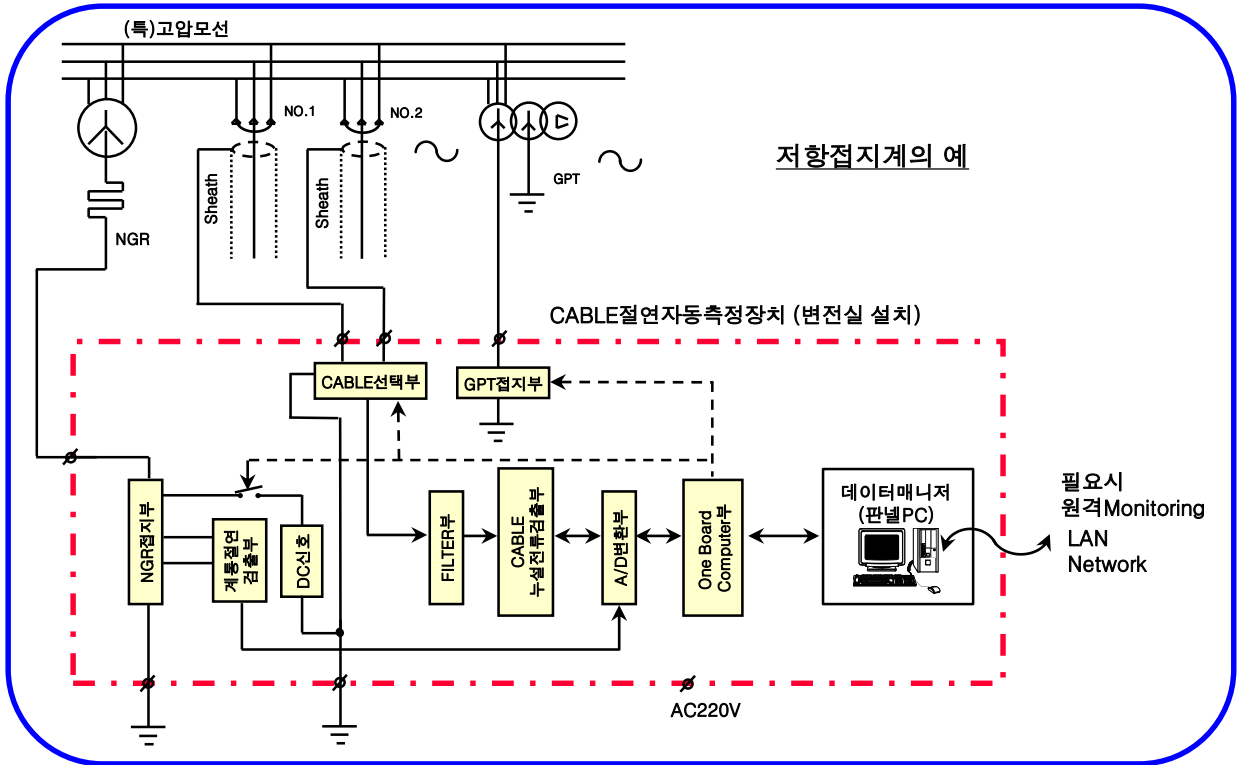 (특)고압모선
NO.1
NO.2
저항접지계의 예
GPT
Sheath
Sheath
NGR
CABLE절연자동측정장치 (변전실 설치)
CABLE선택부
GPT접지부
데이터매니저
(판넬PC)
필요시
원격Monitoring
LAN
Network
NGR접지부
계통절연
검출부
DC신호
FILTER부
CABLE
누설전류검출부
A/D변환부
One Board
Computer부
AC220V